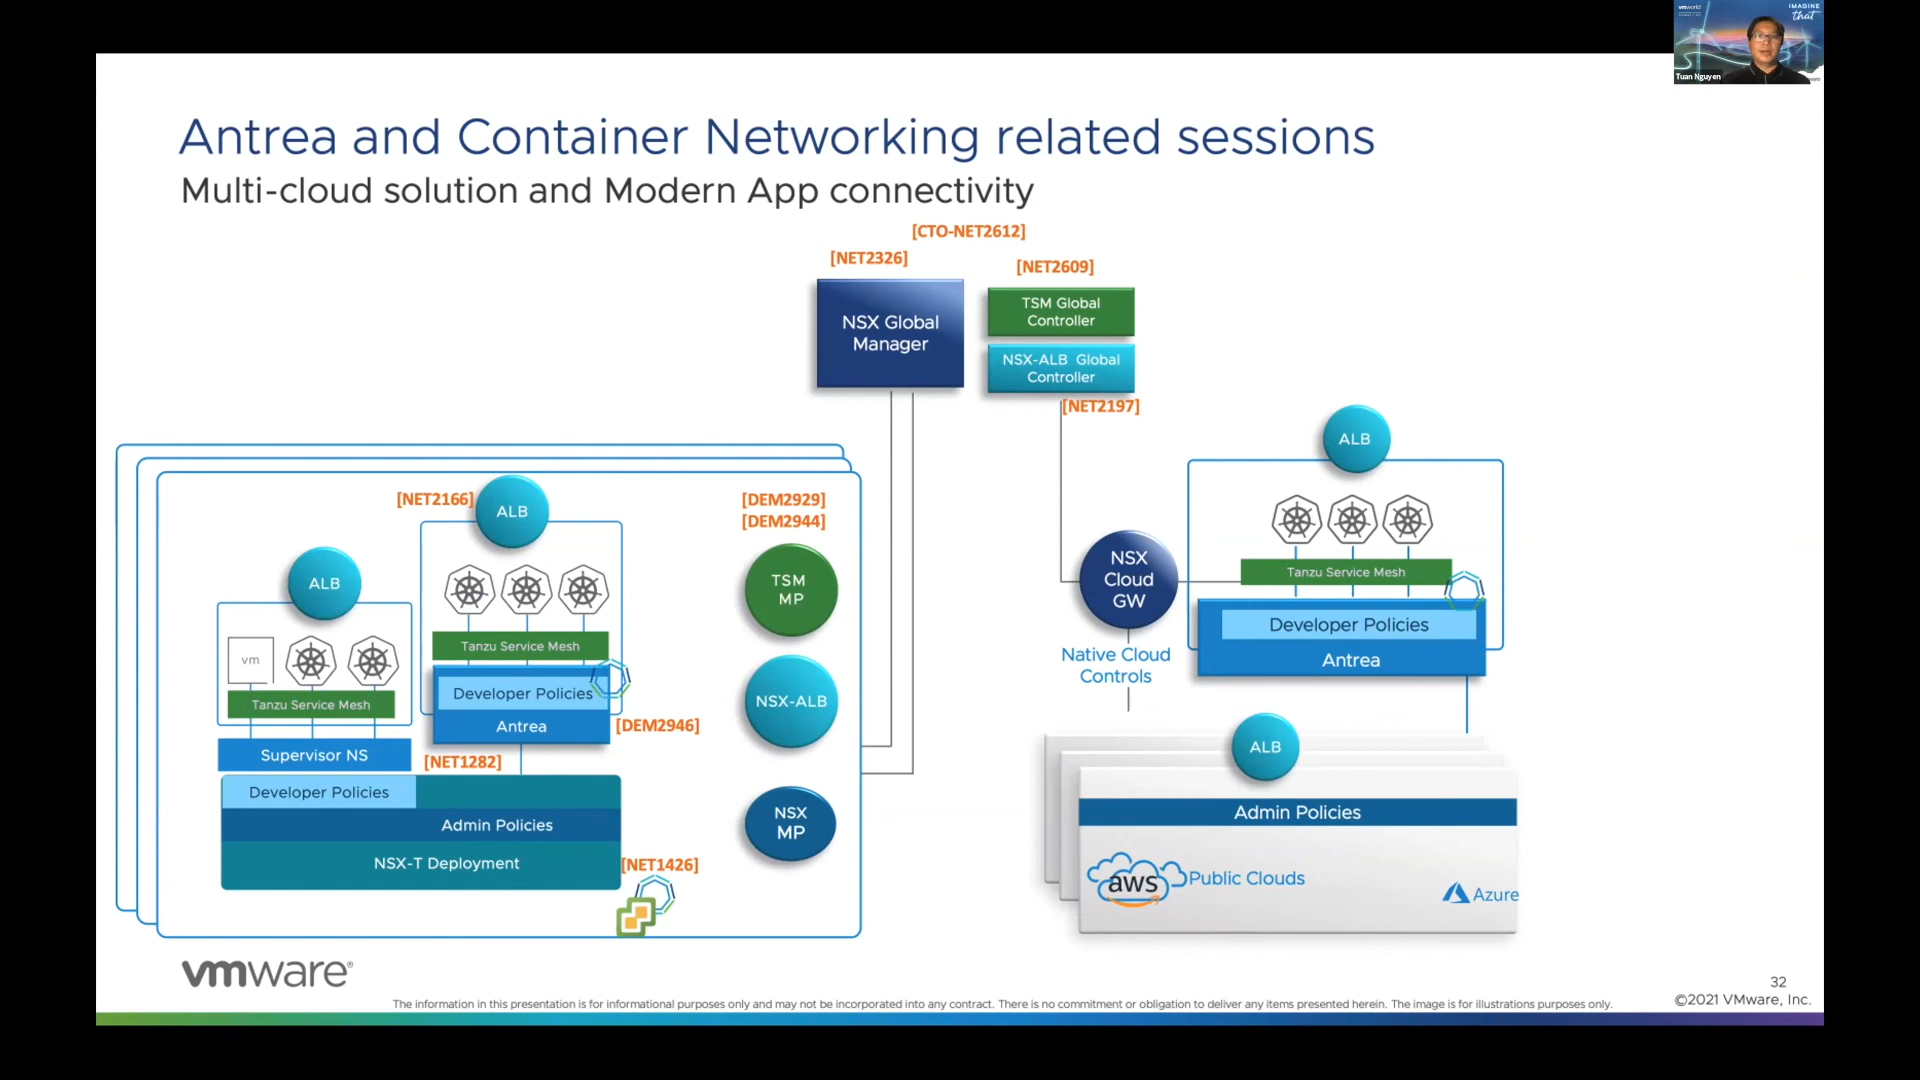 vmworld
IMAGINE
that
Tuan Nguyen
Antrea and Container Networking related sessions
Multi-cloud solution and Modern App connectivity
[CTO-NET2612]
[NET2326]
[NET2609]
NSX Global
Manager
TSM Global
Controller
NSX-ALB Global
Controller
[NET2197]
ALB
[NET2166]
ALB
[DEM2929]
[DEM2944]
ALB
TSM
MP
NSX
Cloud
GW
Tanzu Service Mesh
Developer Policies
Antrea
Native Cloud
Controls
vm
Tanzu Service Mesh
Tanzu Service Mesh
Developer Policies
Antrea
[DEM2946]
NSX-ALB
Supervisor NS
[NET1282]
Developer Policies
Admin Policies
NSX-T Deployment
[NET1426]
NSX
MP
ALB
Admin Policies
aws
Public Clouds
Azure
vmware®
32
©2021 VMware, Inc.
The information in this presentation is for informational purposes only and may not be incorporated into any contract. There is no commitment or obligation to deliver any items presented herein. The image is for illustrations purposes only.